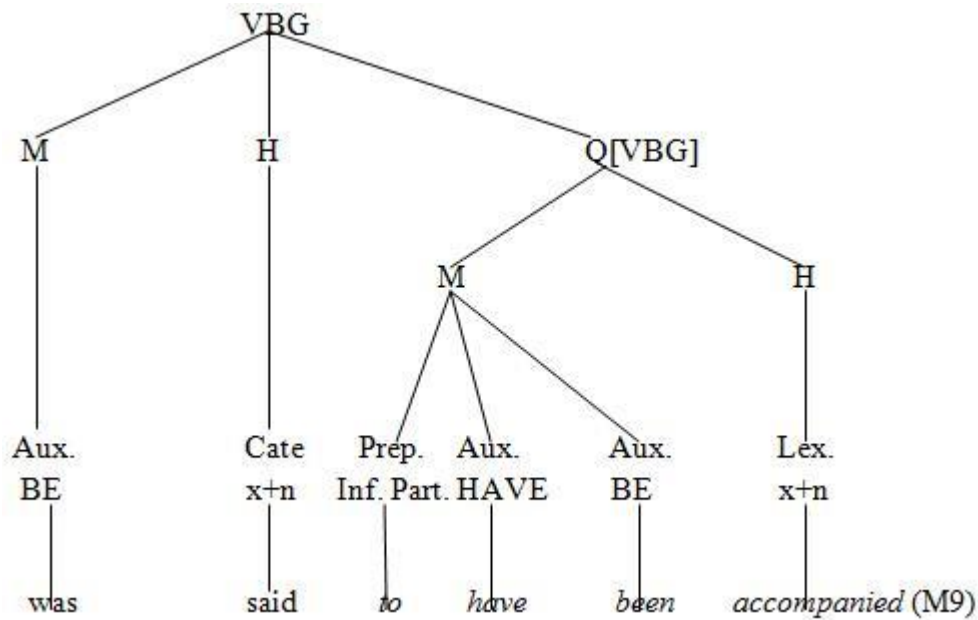 VBG
M H Q[VBG]
M H
Aux. Cate Prep. Aux. Aux. Lex.
BE x+n Inf. Part. HAVE BE x+n
was said to have been accompanied (M9)